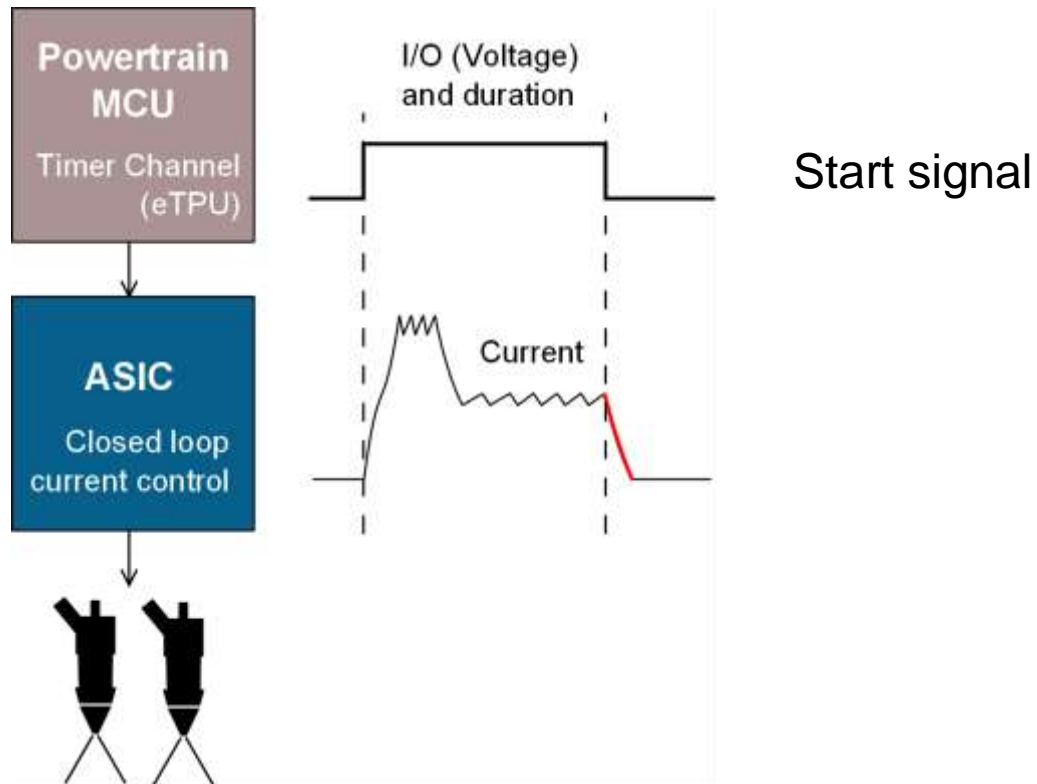 Powertrain
MCU
Timer Channel
(eTPU)
I/O (Voltage)
and duration
Start signal
ASIC
Closed loop
current control
Current